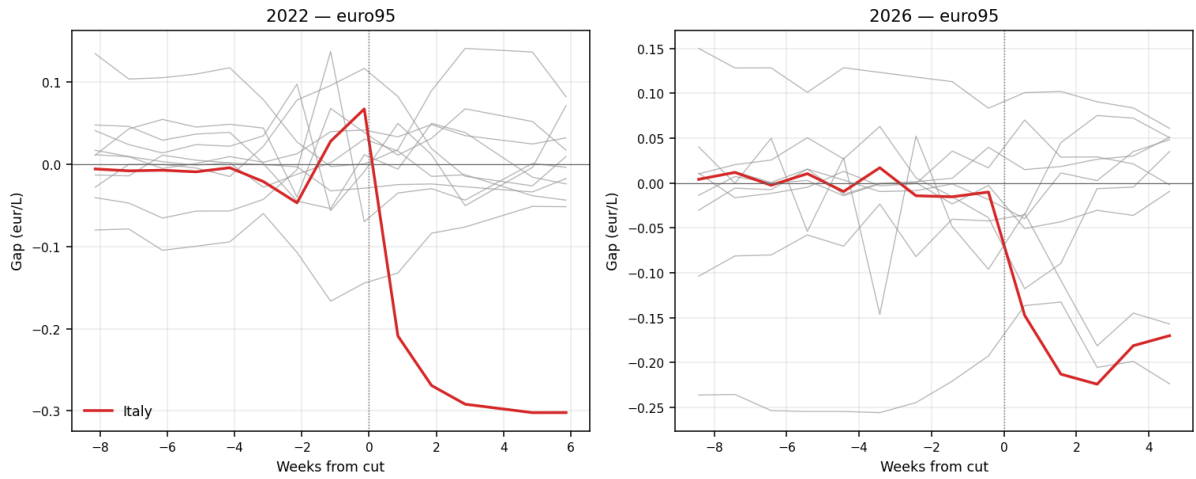 2022 — euro95
Gap (eur/L)
0.1
0.0
−0.1
−0.2
−0.3
Italy
−8 −6 −4 −2 0 2 4 6
Weeks from cut
2026 — euro95
Gap (eur/L)
0.15
0.10
0.05
0.00
−0.05
−0.10
−0.15
−0.20
−0.25
−8 −6 −4 −2 0 2 4
Weeks from cut